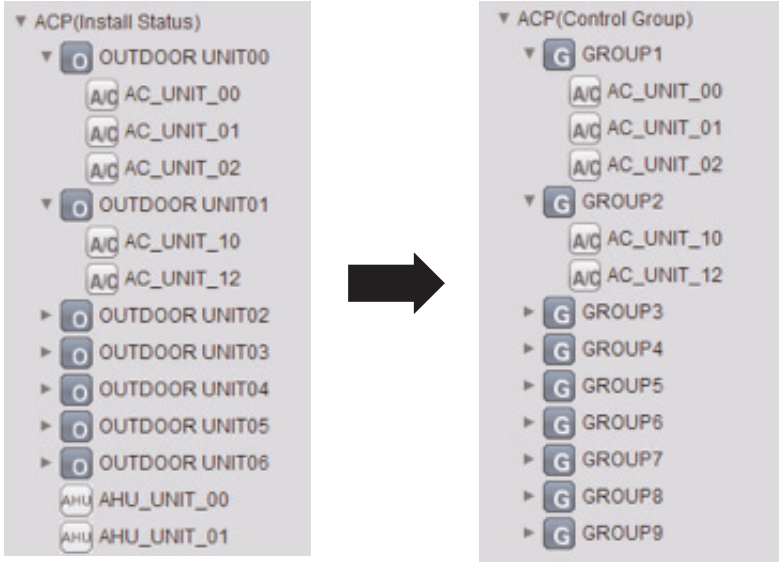 ACP(Install Status)
O OUTDOOR UNIT00
A/C AC_UNIT_00
A/C AC_UNIT_01
A/C AC_UNIT_02
O OUTDOOR UNIT01
A/C AC_UNIT_10
A/C AC_UNIT_12
O OUTDOOR UNIT02
O OUTDOOR UNIT03
O OUTDOOR UNIT04
O OUTDOOR UNIT05
O OUTDOOR UNIT06
AHU AHU_UNIT_00
AHU AHU_UNIT_01
ACP(Control Group)
G GROUP1
A/C AC_UNIT_00
A/C AC_UNIT_01
A/C AC_UNIT_02
G GROUP2
A/C AC_UNIT_10
A/C AC_UNIT_12
G GROUP3
G GROUP4
G GROUP5
G GROUP6
G GROUP7
G GROUP8
G GROUP9